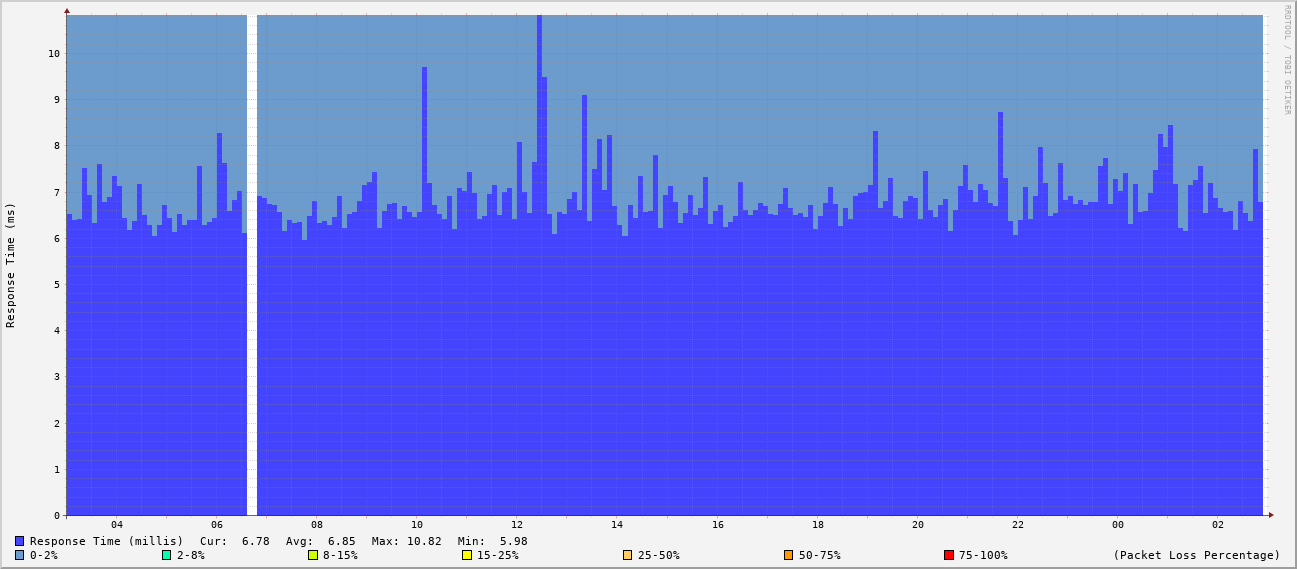 RRDTOOL / TOBI OETIKER
Response Time (ms)
10
9
8
7
6
5
4
3
2
1
0
04 06 08 10 12 14 16 18 20 22 00 02
Response Time (millis) Cur: 6.78 Avg: 6.85 Max: 10.82 Min: 5.98
0-2% 2-8% 8-15% 15-25% 25-50% 50-75% 75-100% (Packet Loss Percentage)